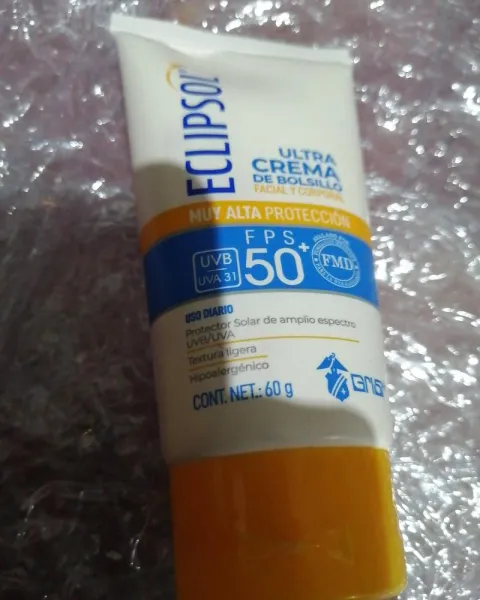 ECLIPSOL
ULTRA
CREMA
DE BOLSILLO
FACIAL Y CORPORAL
MUY ALTA PROTECCIÓN
FPS
50+
UVB
UVA 31
FMD
USO DIARIO
Protector Solar de amplio espectro
UVB/UVA
Textura ligera
Hipoalergénico
CONT. NET.: 60 g